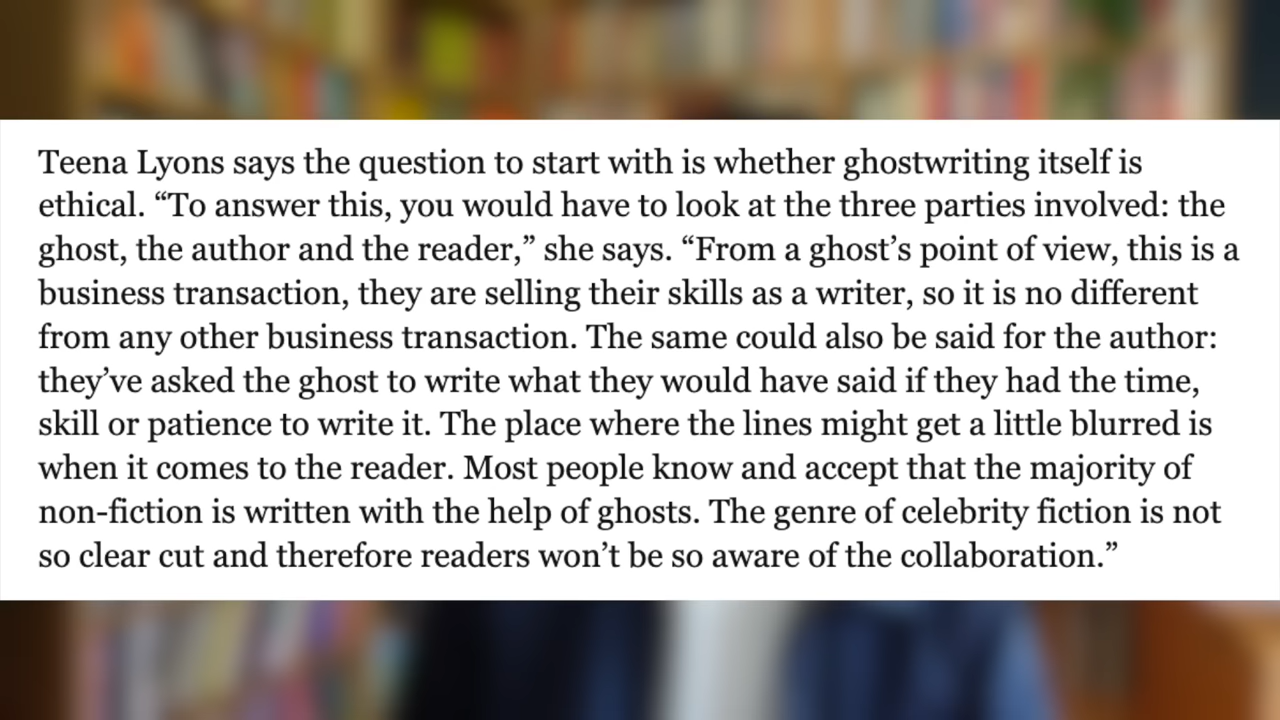 Teena Lyons says the question to start with is whether ghostwriting itself is
ethical. “To answer this, you would have to look at the three parties involved: the
ghost, the author and the reader,” she says. “From a ghost’s point of view, this is a
business transaction, they are selling their skills as a writer, so it is no different
from any other business transaction. The same could also be said for the author:
they’ve asked the ghost to write what they would have said if they had the time,
skill or patience to write it. The place where the lines might get a little blurred is
when it comes to the reader. Most people know and accept that the majority of
non-fiction is written with the help of ghosts. The genre of celebrity fiction is not
so clear cut and therefore readers won’t be so aware of the collaboration.”